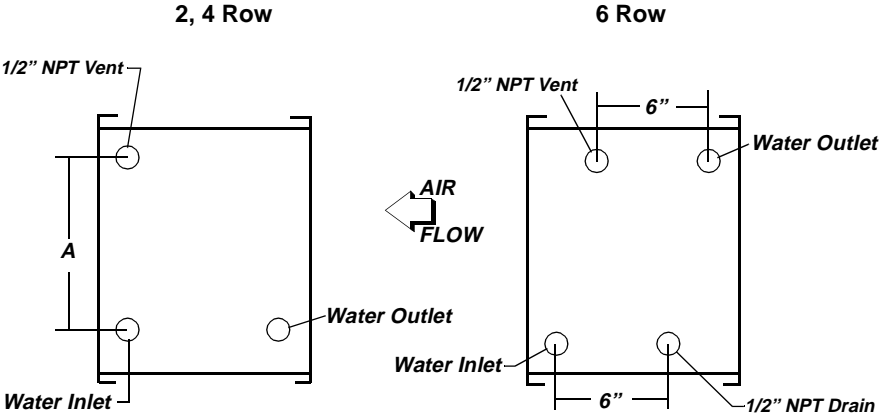 2, 4 Row
1/2” NPT Vent
A
Water Outlet
Water Inlet
AIR
FLOW
6 Row
1/2” NPT Vent
6”
Water Outlet
Water Inlet
6”
1/2” NPT Drain